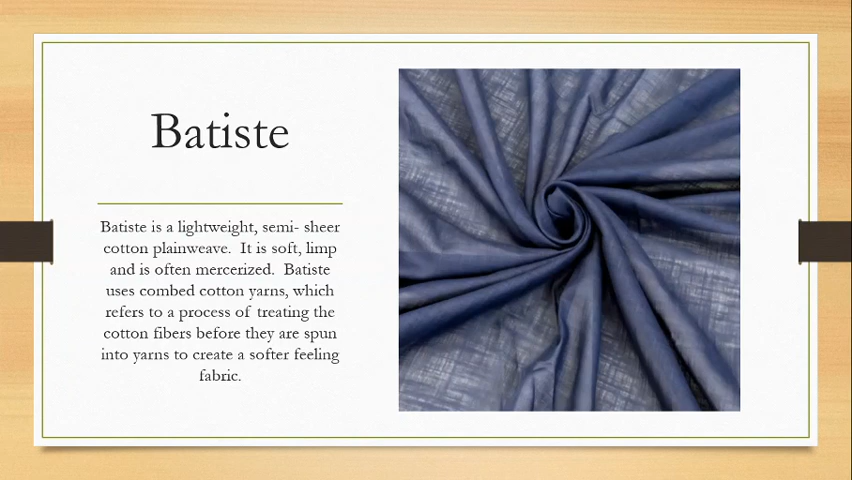 Batiste
Batiste is a lightweight, semi- sheer
cotton plainweave.  It is soft, limp
and is often mercerized.  Batiste
uses combed cotton yarns, which
refers to a process of treating the
cotton fibers before they are spun
into yarns to create a softer feeling
fabric.